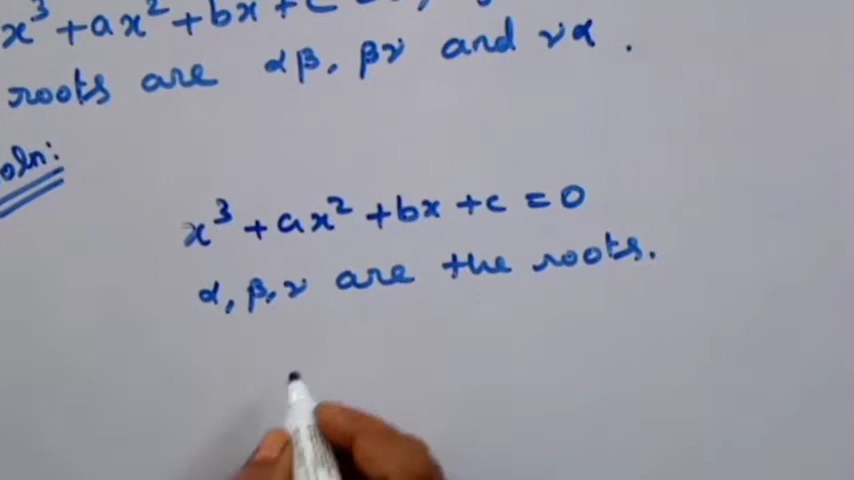 x³ + ax² + bx + c
roots are αβ, βγ and γα .
oln:
x³ + ax² + bx + c = 0
α, β, γ are the roots.